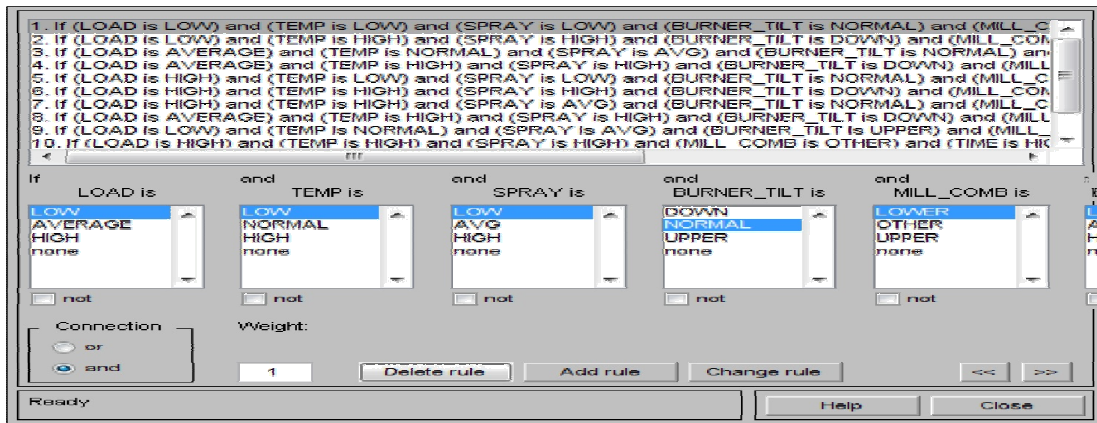 1. If (LOAD is LOW) and (TEMP is LOW) and (SPRAY is LOW) and (BURNER_TILT is NORMAL) and (MILL_C
2. If (LOAD is LOW) and (TEMP is HIGH) and (SPRAY is HIGH) and (BURNER_TILT is DOWN) and (MILL_COM
3. If (LOAD is AVERAGE) and (TEMP is NORMAL) and (SPRAY is AVG) and (BURNER_TILT is NORMAL) and
4. If (LOAD is AVERAGE) and (TEMP is HIGH) and (SPRAY is HIGH) and (BURNER_TILT is DOWN) and (MILL
5. If (LOAD is HIGH) and (TEMP is LOW) and (SPRAY is LOW) and (BURNER_TILT is NORMAL) and (MILL_C
6. If (LOAD is HIGH) and (TEMP is HIGH) and (SPRAY is HIGH) and (BURNER_TILT is DOWN) and (MILL_COM
7. If (LOAD is HIGH) and (TEMP is HIGH) and (SPRAY is AVG) and (BURNER_TILT is NORMAL) and (MILL_C
8. If (LOAD is AVERAGE) and (TEMP is HIGH) and (SPRAY is HIGH) and (BURNER_TILT is DOWN) and (MILL
9. If (LOAD is LOW) and (TEMP is NORMAL) and (SPRAY is AVG) and (BURNER_TILT is UPPER) and (MILL_
10. If (LOAD is HIGH) and (TEMP is HIGH) and (SPRAY is HIGH) and (MILL_COMB is OTHER) and (TIME is HIG
If and and and and
LOAD is TEMP is SPRAY is BURNER_TILT is MILL_COMB is
LOW LOW LOW DOWN LOWER
AVERAGE NORMAL AVG NORMAL OTHER
HIGH HIGH HIGH UPPER UPPER
none none none none none
not not not not not
Connection Weight:
or
and 1 Delete rule Add rule Change rule << >>
Ready Help Close